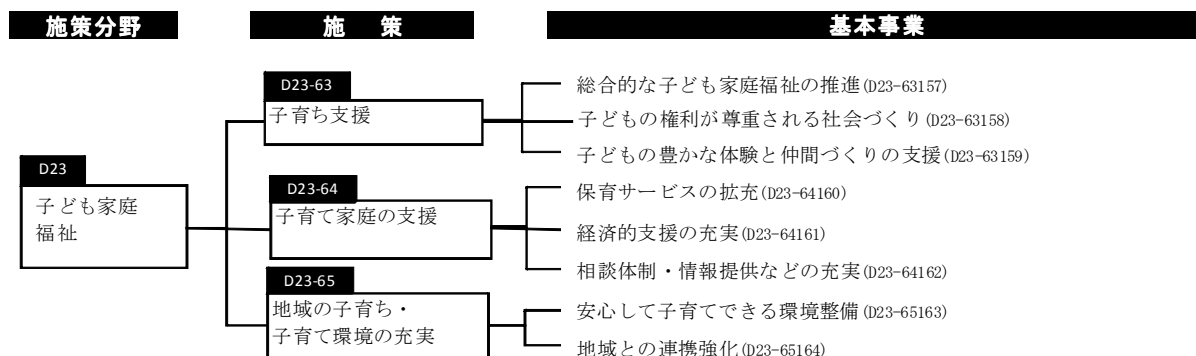 施策分野 施 策 基本事業
D23-63
子育ち支援
総合的な子ども家庭福祉の推進(D23-63157)
子どもの権利が尊重される社会づくり(D23-63158)
子どもの豊かな体験と仲間づくりの支援(D23-63159)
D23
子ども家庭
福祉
D23-64
子育て家庭の支援
保育サービスの拡充(D23-64160)
経済的支援の充実(D23-64161)
相談体制・情報提供などの充実(D23-64162)
D23-65
地域の子育ち・
子育て環境の充実
安心して子育てできる環境整備(D23-65163)
地域との連携強化(D23-65164)